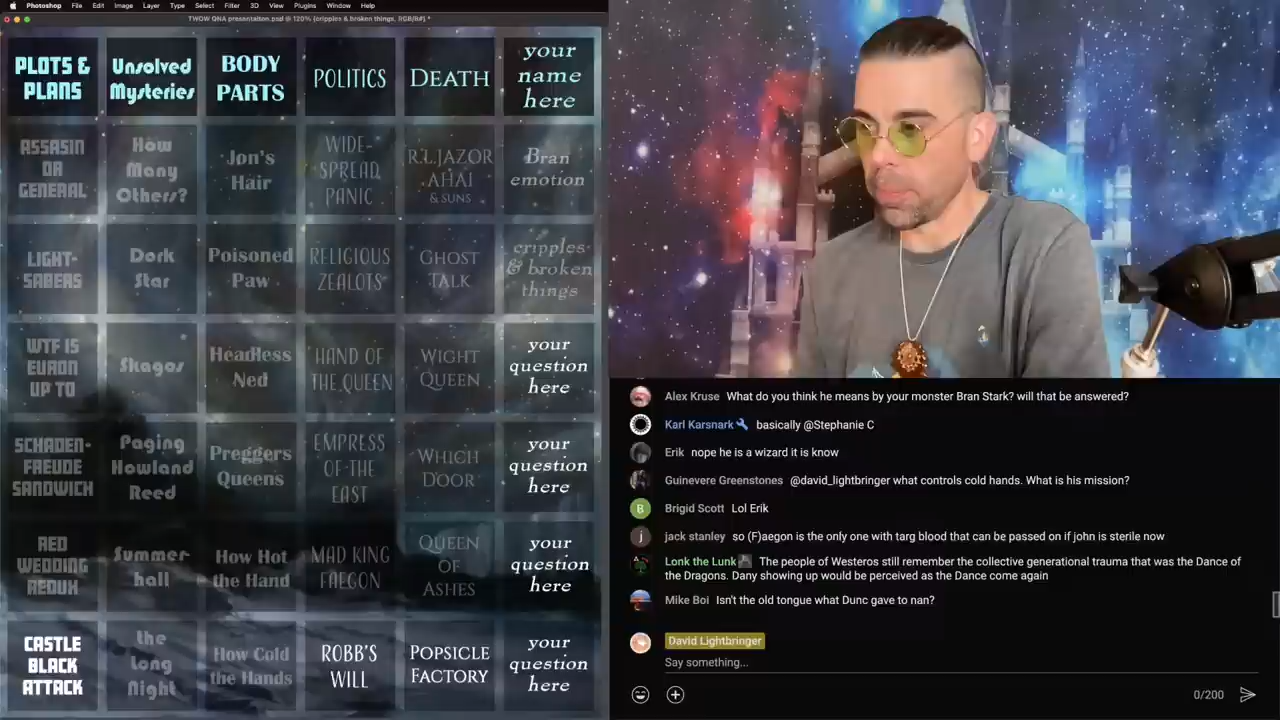 Photoshop File Edit Image Layer Type Select Filter 3D View Plugins Window Help
TWOW QNA presentaiton.psd @ 120% (cripples & broken things, RGB/8#) *
PLOTS &
PLANS
Unsolved
Mysteries
BODY
PARTS
POLITICS
DEATH
your
name
here
ASSASIN
OR
GENERAL
How
Many
Others?
Jon's
Hair
WIDE-
SPREAD
PANIC
R.L.JAZOR
AHAI
& SUNS
Bran
emotion
LIGHT-
SABERS
Dork
Star
Poisoned
Paw
RELIGIOUS
ZEALOTS
GHOST
TALK
cripples
& broken
things
WTF IS
EURON
UP TO
Skagos
Headless
Ned
HAND OF
THE QUEEN
WIGHT
QUEEN
your
question
here
SCHADEN-
FREUDE
SANDWICH
Paging
Howland
Reed
Preggers
Queens
EMPRESS
OF THE
EAST
WHICH
DOOR
your
question
here
RED
WEDDING
REDUX
Summer-
hall
How Hot
the Hand
MAD KING
FAEGON
QUEEN
OF
ASHES
your
question
here
CASTLE
BLACK
ATTACK
the
Long
Night
How Cold
the Hands
ROBB'S
WILL
POPSICLE
FACTORY
your
question
here
Alex Kruse What do you think he means by your monster Bran Stark? will that be answered?
Karl Karsnark basically @Stephanie C
Erik nope he is a wizard it is know
Guinevere Greenstones @david_lightbringer what controls cold hands. What is his mission?
B Brigid Scott Lol Erik
j jack stanley so (F)aegon is the only one with targ blood that can be passed on if john is sterile now
Lonk the Lunk The people of Westeros still remember the collective generational trauma that was the Dance of
the Dragons. Dany showing up would be perceived as the Dance come again
Mike Boi Isn't the old tongue what Dunc gave to nan?
David Lightbringer
Say something...
0/200